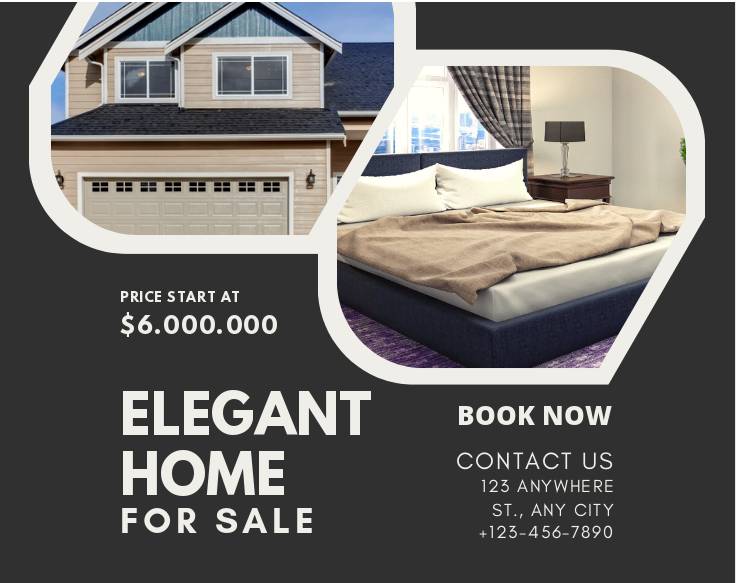 PRICE START AT
$6.000.000
ELEGANT
HOME
FOR SALE
BOOK NOW
CONTACT US
123 ANYWHERE
ST., ANY CITY
+123-456-7890